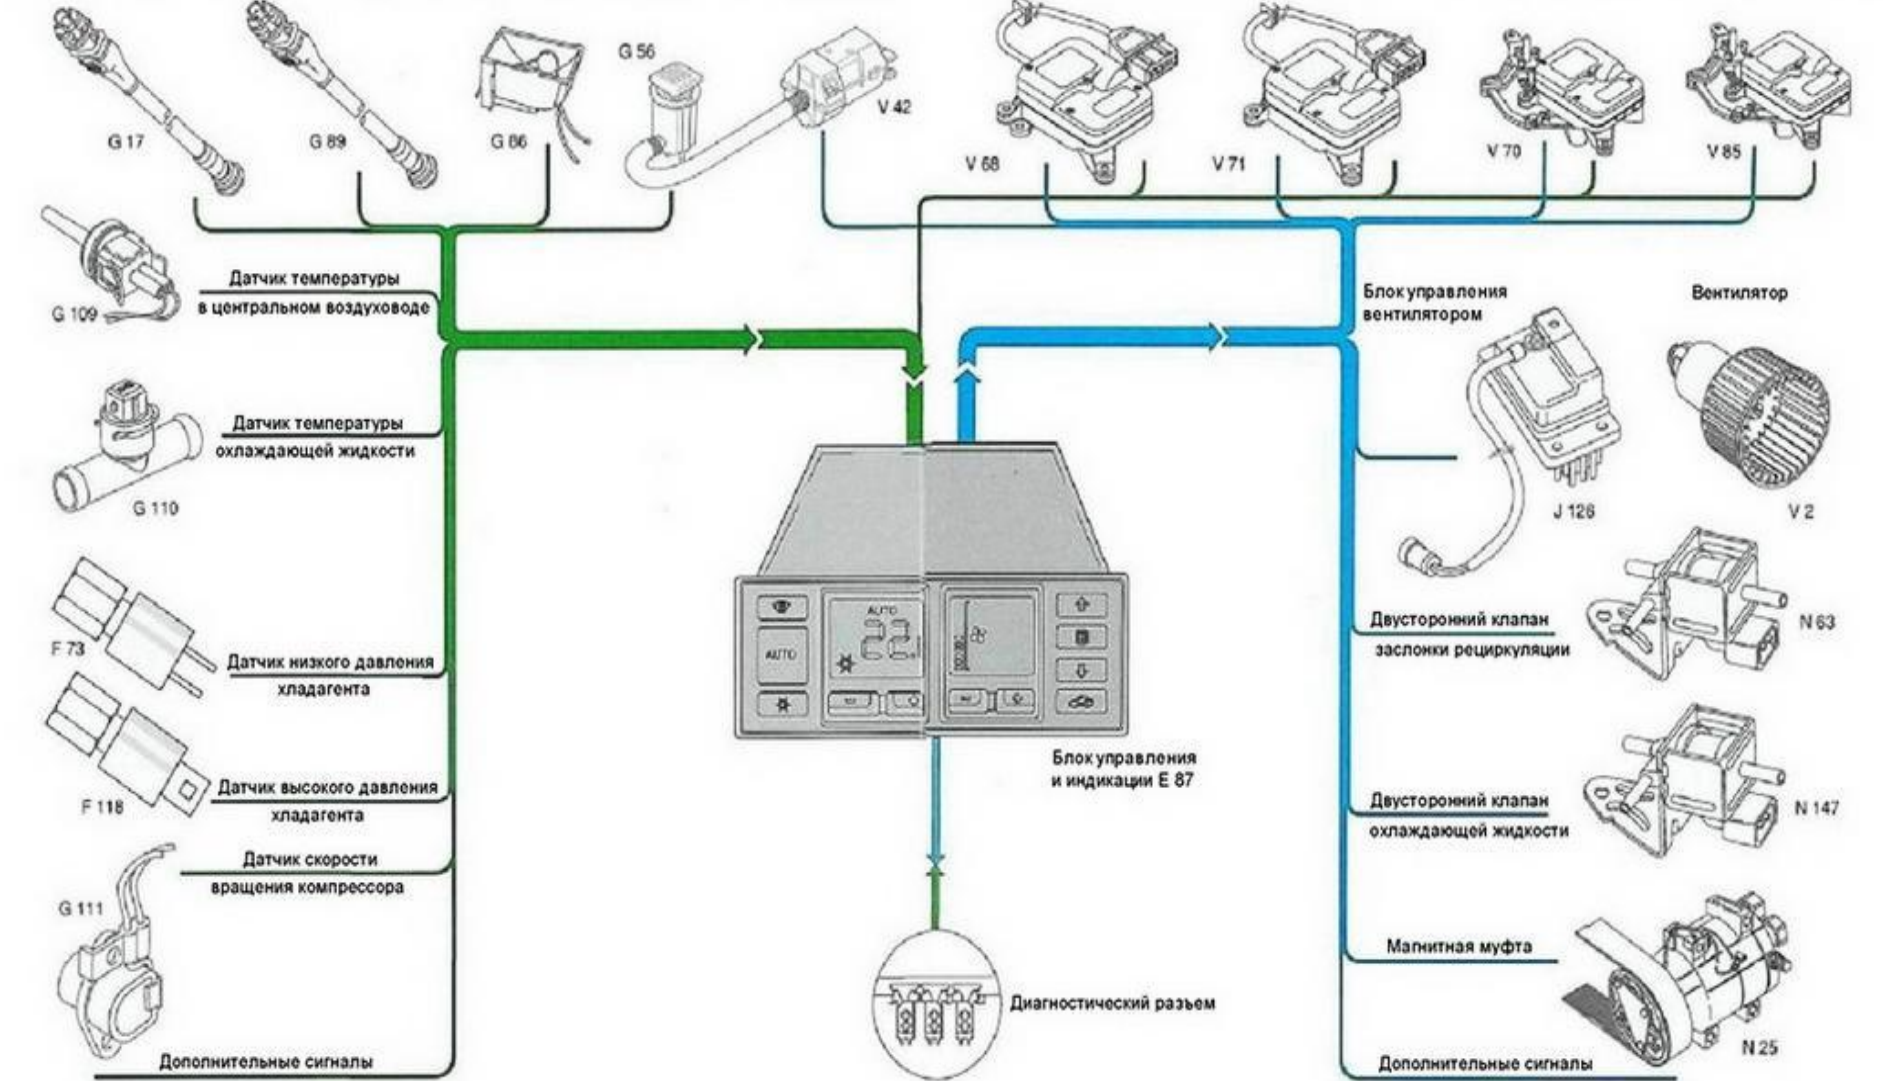 G 56
V 42
G 17
G 89
G 86
V 68
V 71
V 70
V 85
G 109
Датчик температуры
в центральном воздуховоде
Блок управления
вентилятором
Вентилятор
Датчик температуры
охлаждающей жидкости
G 110
J 126
V 2
F 73
Датчик низкого давления
хладагента
AUTO
AUTO
22
Двусторонний клапан
заслонки рециркуляции
N 63
F 118
Датчик высокого давления
хладагента
Блок управления
и индикации E 87
Двусторонний клапан
охлаждающей жидкости
N 147
Датчик скорости
вращения компрессора
G 111
Магнитная муфта
Диагностический разъем
N 25
Дополнительные сигналы
Дополнительные сигналы